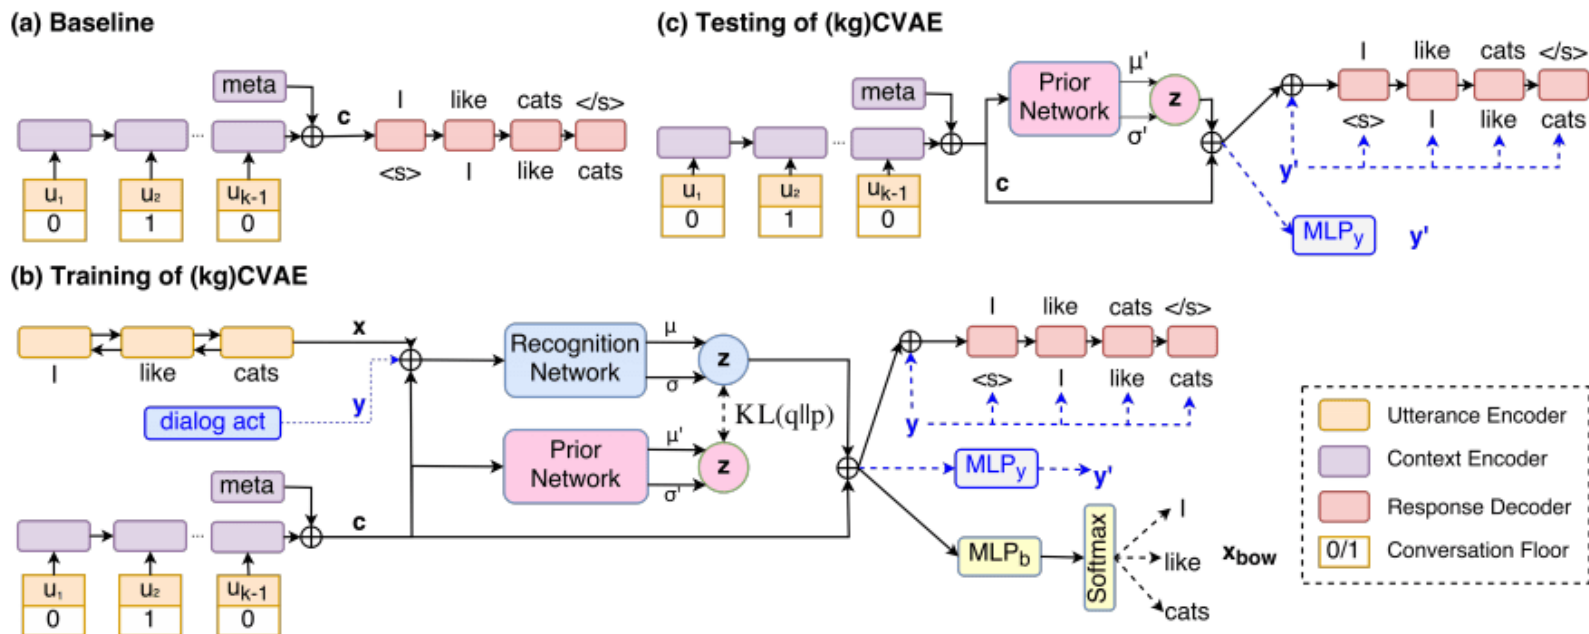 (a) Baseline
meta
c
I like cats </s>
...
<s> I like cats
u₁ u₂ uₖ₋₁
0 1 0
(c) Testing of (kg)CVAE
meta
Prior Network
μ'
σ'
z
I like cats </s>
...
<s> I like cats
c
y
u₁ u₂ uₖ₋₁
0 1 0
MLPy y'
(b) Training of (kg)CVAE
x
I like cats
dialog act
y
Recognition Network
μ
σ
z
KL(q||p)
Prior Network
μ'
σ'
z
meta
c
...
u₁ u₂ uₖ₋₁
0 1 0
I like cats </s>
<s> I like cats
y
MLPy y'
MLPb
Softmax
I
like
cats
xbow
Utterance Encoder
Context Encoder
Response Decoder
0/1 Conversation Floor